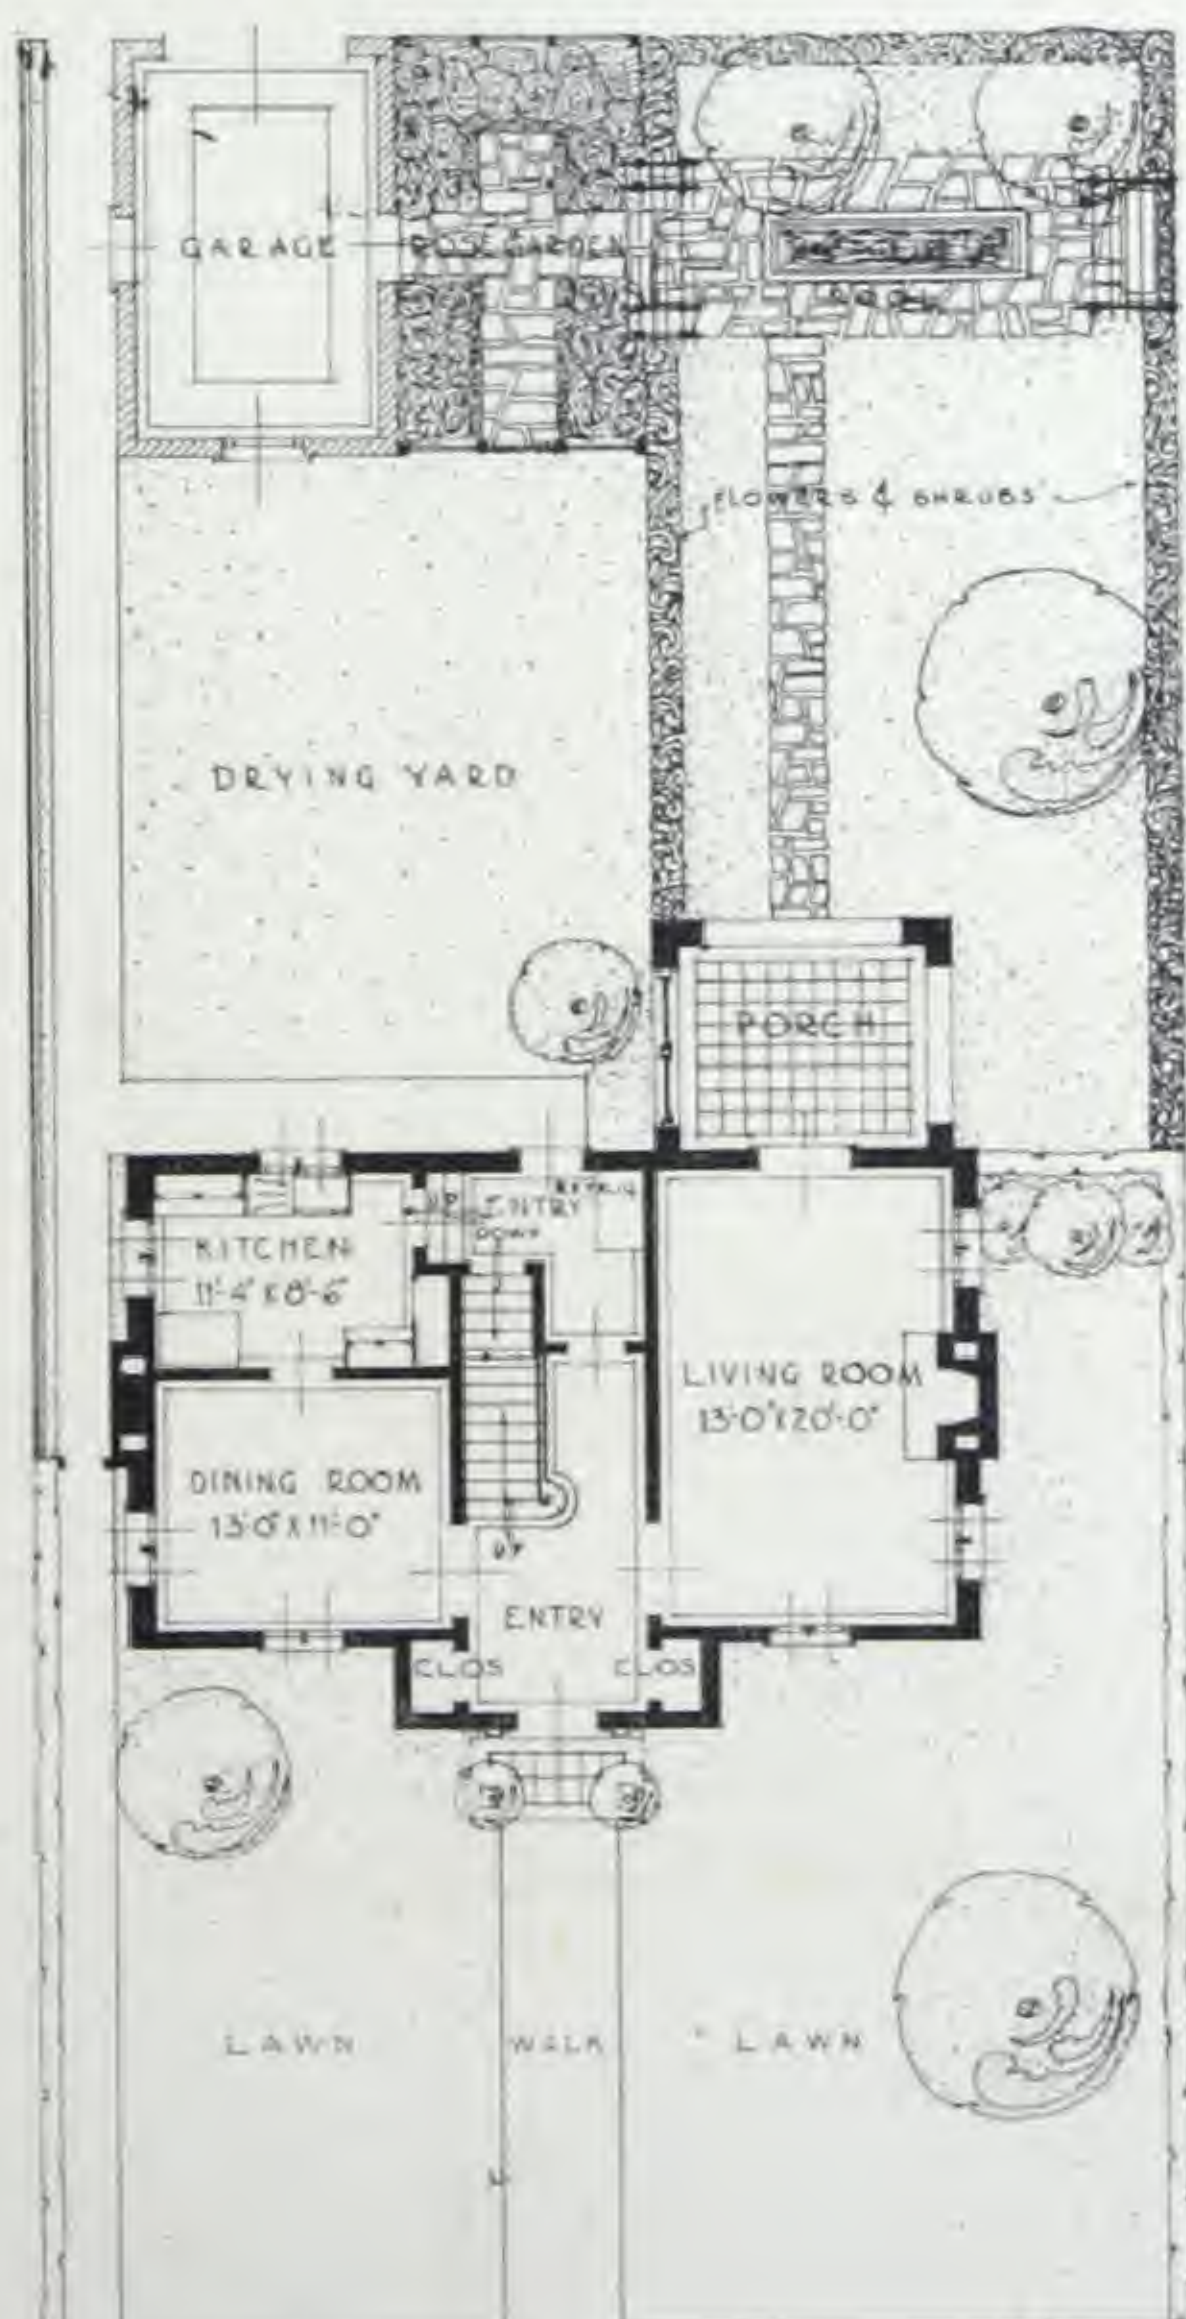 GARAGE
ROSE GARDEN
POOL
FLOWERS & SHRUBS
DRYING YARD
PORCH
UP
ENTRY
REFRIG
DOWN
KITCHEN
11'-4" X 8'-6"
LIVING ROOM
13'-0" X 20'-0"
DINING ROOM
13'-0" X 11'-0"
UP
ENTRY
CLOS
CLOS
LAWN
WALK
LAWN